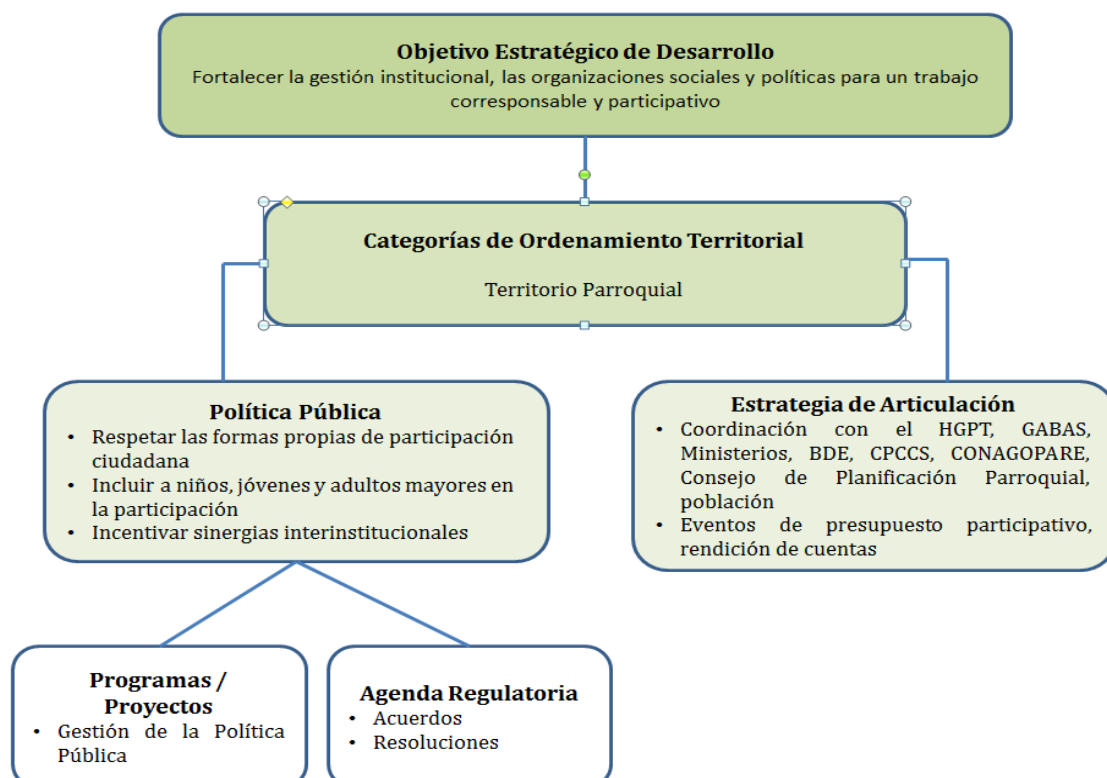 Objetivo Estratégico de Desarrollo
Fortalecer la gestión institucional, las organizaciones sociales y políticas para un trabajo
corresponsable y participativo
Categorías de Ordenamiento Territorial
Territorio Parroquial
Política Pública
• Respetar las formas propias de participación
ciudadana
• Incluir a niños, jóvenes y adultos mayores en
la participación
• Incentivar sinergias interinstitucionales
Estrategia de Articulación
• Coordinación con el HGPT, GABAS,
Ministerios, BDE, CPCCS, CONAGOPARE,
Consejo de Planificación Parroquial,
población
• Eventos de presupuesto participativo,
rendición de cuentas
Programas /
Proyectos
• Gestión de la Política
Pública
Agenda Regulatoria
• Acuerdos
• Resoluciones